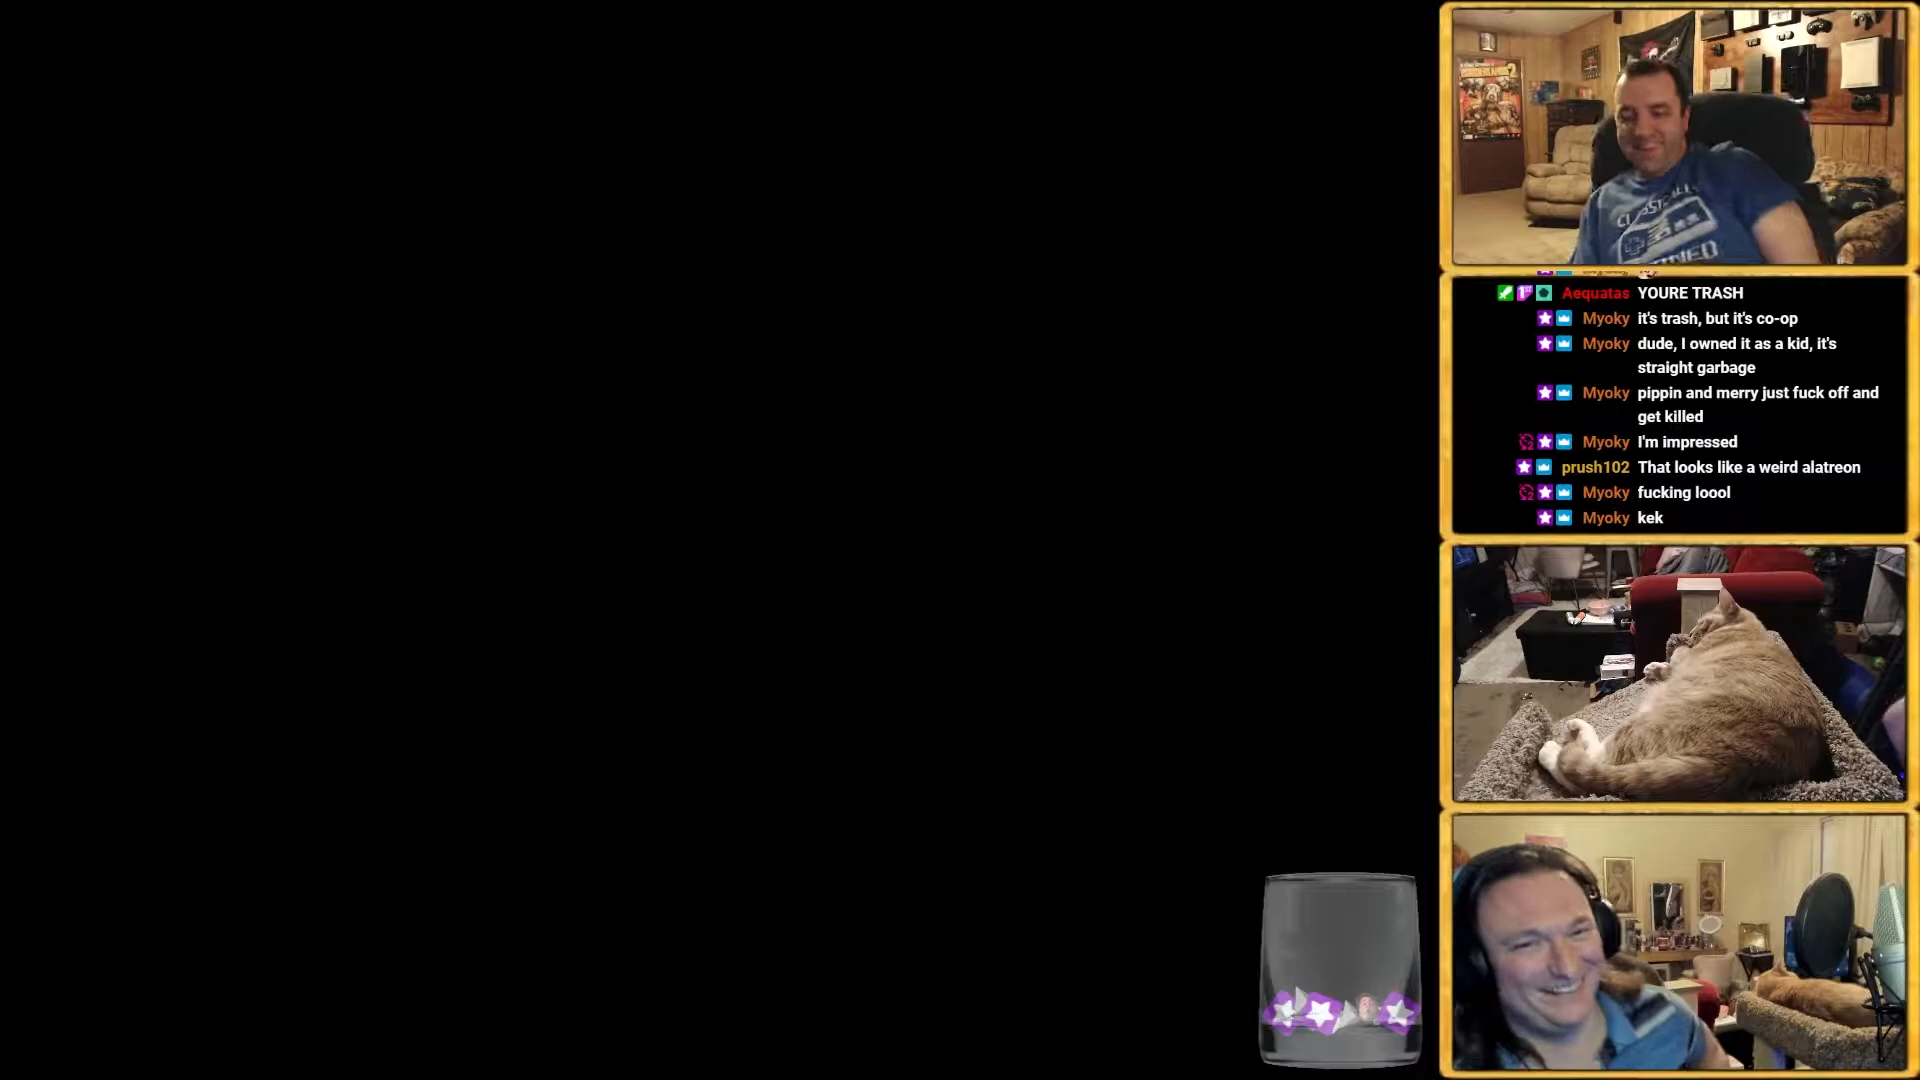 BORDERLANDS 2
Aequatas YOURE TRASH
Myoky it's trash, but it's co-op
Myoky dude, I owned it as a kid, it's
straight garbage
Myoky pippin and merry just fuck off and
get killed
Myoky I'm impressed
prush102 That looks like a weird alatreon
Myoky fucking loool
Myoky kek